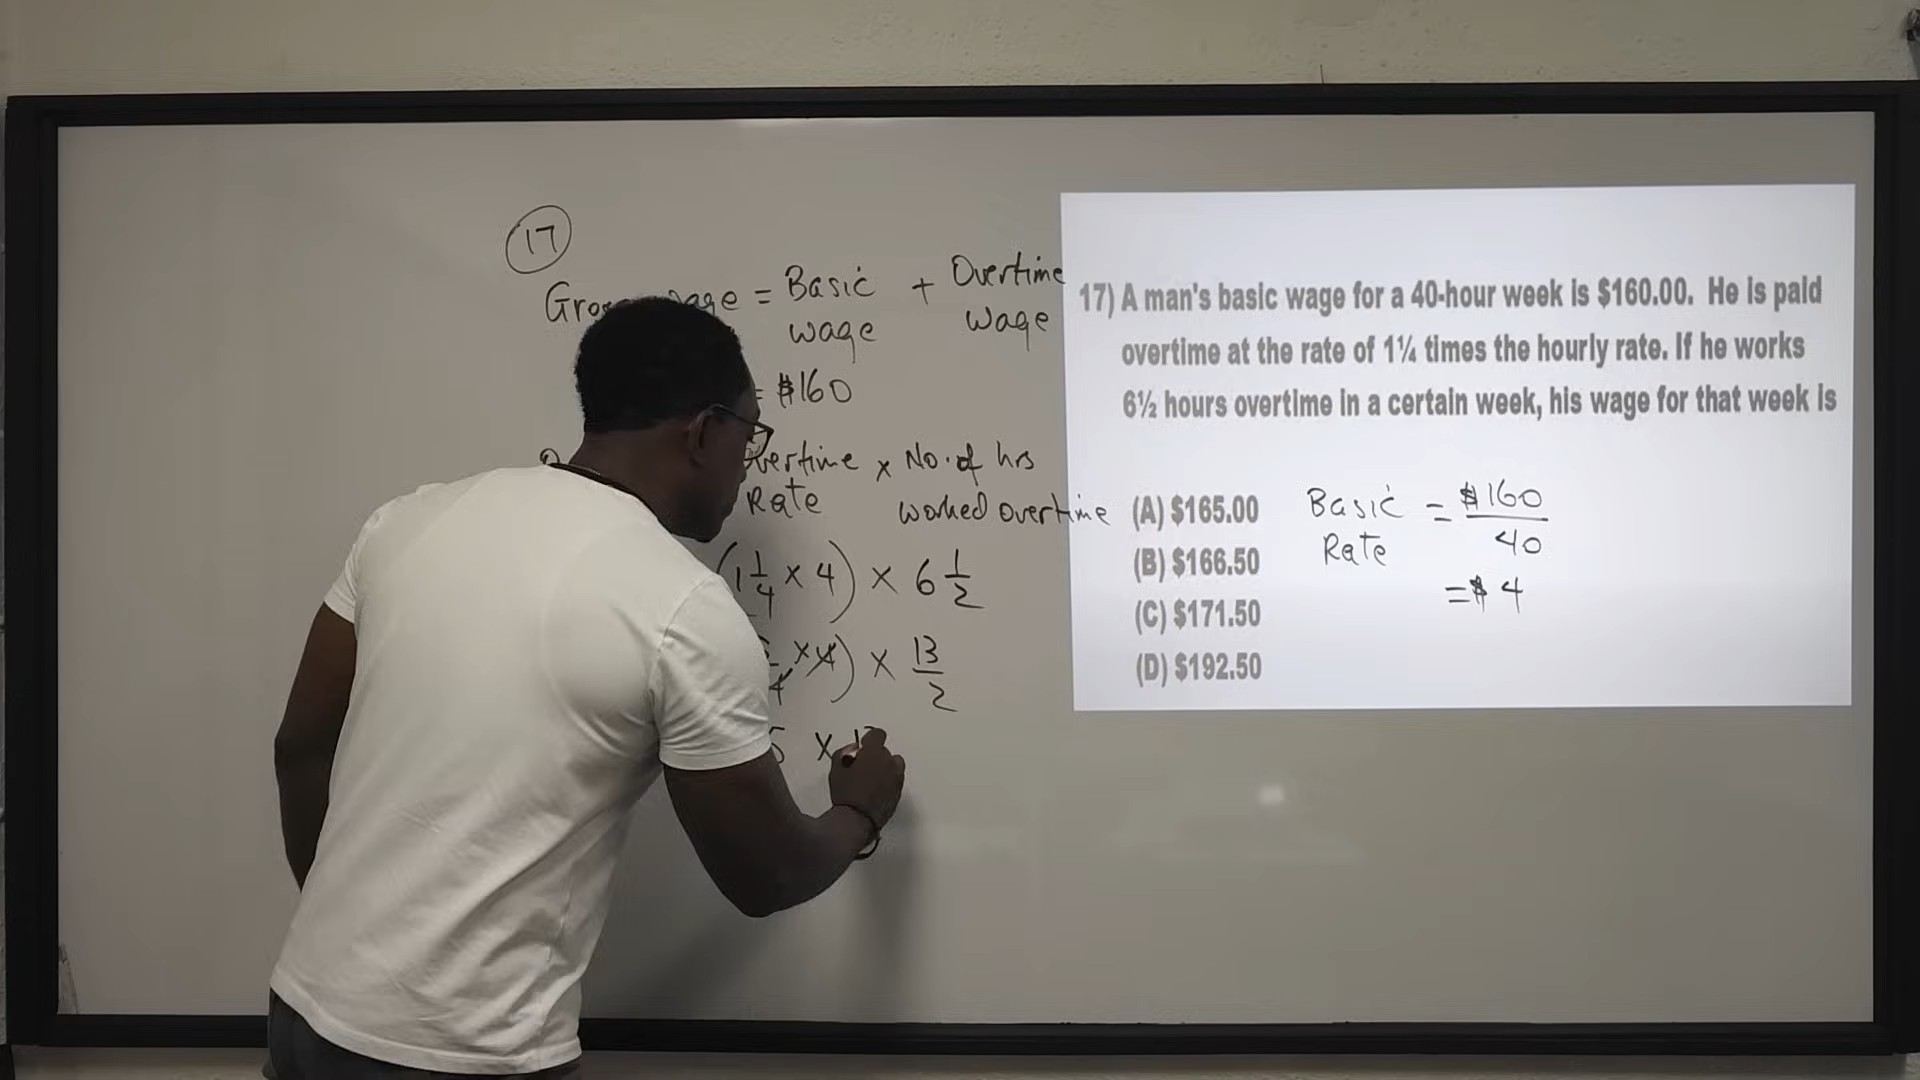 17
Gross wage = Basic wage + Overtime wage
= $160
Overtime Rate × No. of hrs worked overtime
(1 1/4 × 4) × 6 1/2
× 4) × 13/2
5 ×
17) A man's basic wage for a 40-hour week is $160.00. He is paid
overtime at the rate of 1¼ times the hourly rate. If he works
6½ hours overtime in a certain week, his wage for that week is
(A) $165.00
(B) $166.50
(C) $171.50
(D) $192.50
Basic Rate = $160/40
= $4